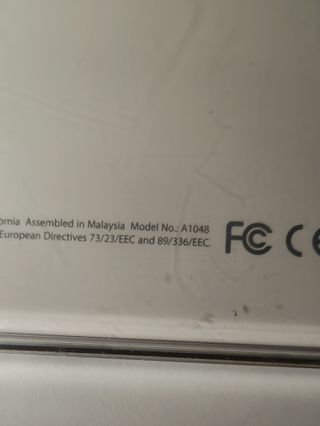 ornia Assembled in Malaysia Model No.: A1048
European Directives 73/23/EEC and 89/336/EEC.
FC CE